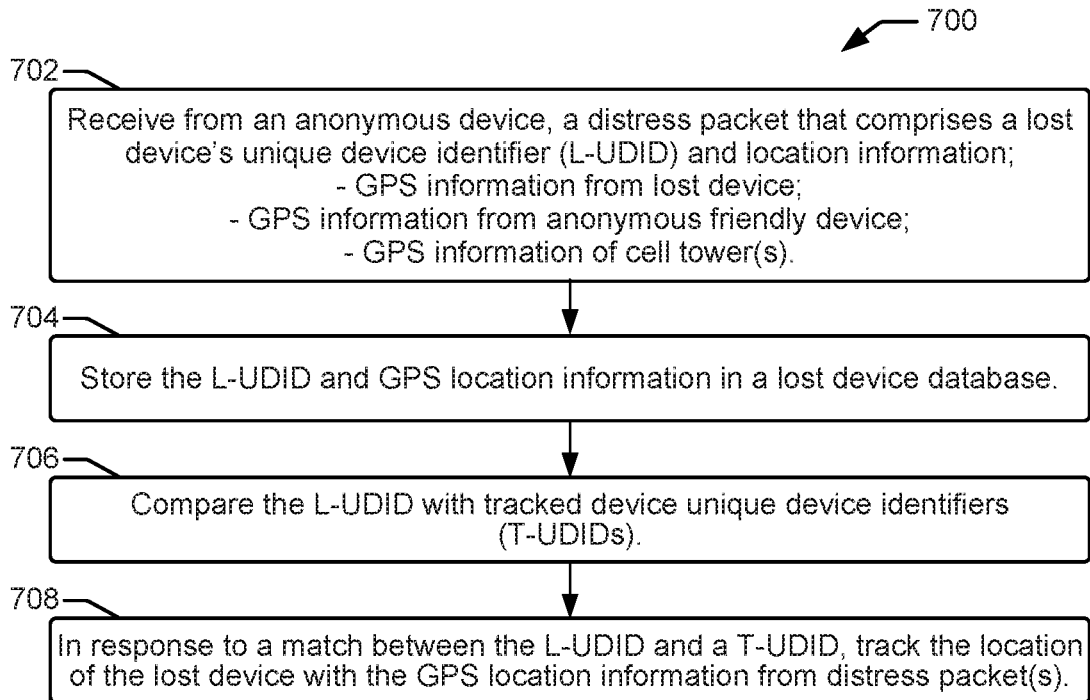 700
702
Receive from an anonymous device, a distress packet that comprises a lost
device's unique device identifier (L-UDID) and location information;
- GPS information from lost device;
- GPS information from anonymous friendly device;
- GPS information of cell tower(s).
704
Store the L-UDID and GPS location information in a lost device database.
706
Compare the L-UDID with tracked device unique device identifiers
(T-UDIDs).
708
In response to a match between the L-UDID and a T-UDID, track the location
of the lost device with the GPS location information from distress packet(s).